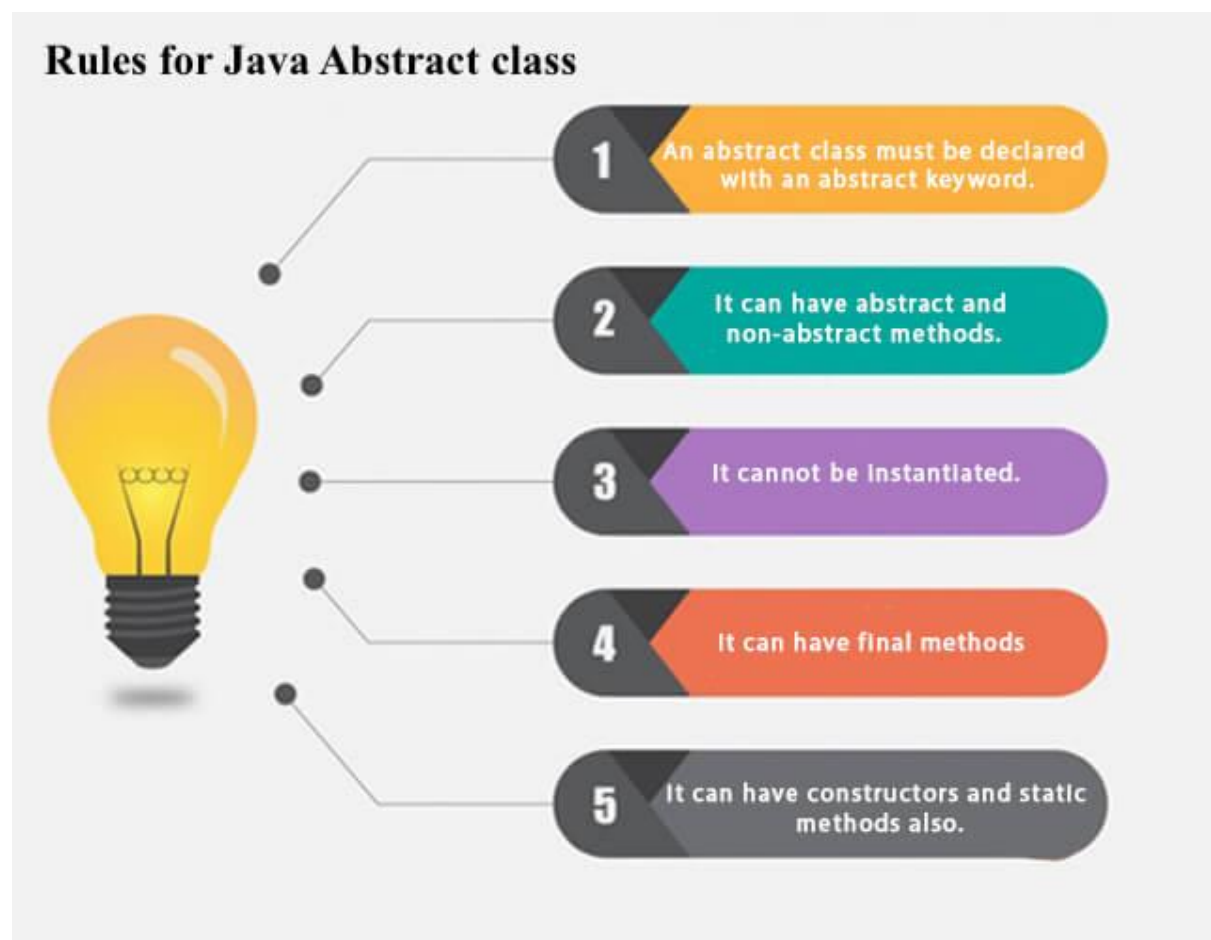 Rules for Java Abstract class
1
An abstract class must be declared
with an abstract keyword.
2
It can have abstract and
non-abstract methods.
3
It cannot be instantiated.
4
It can have final methods
5
It can have constructors and static
methods also.